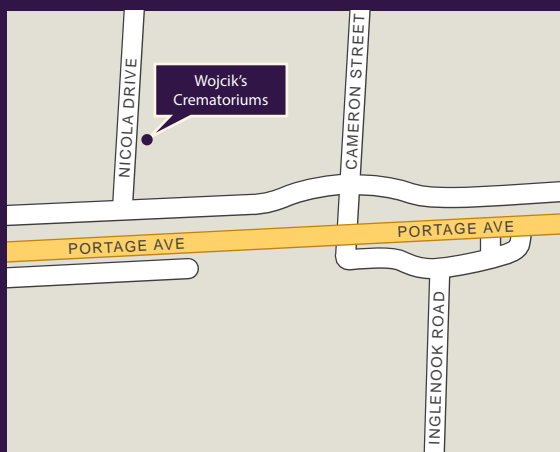 Wojcik's
Crematoriums
NICOLA DRIVE
CAMERON STREET
PORTAGE AVE
PORTAGE AVE
INGLENOOK ROAD